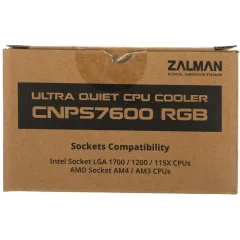 ZALMAN
COOL INNOVATIONS
ULTRA QUIET CPU COOLER
CNPS7600 RGB
Sockets Compatibility
Intel Socket LGA 1700 / 1200 / 115X CPUs
AMD Socket AM4 / AM3 CPUs